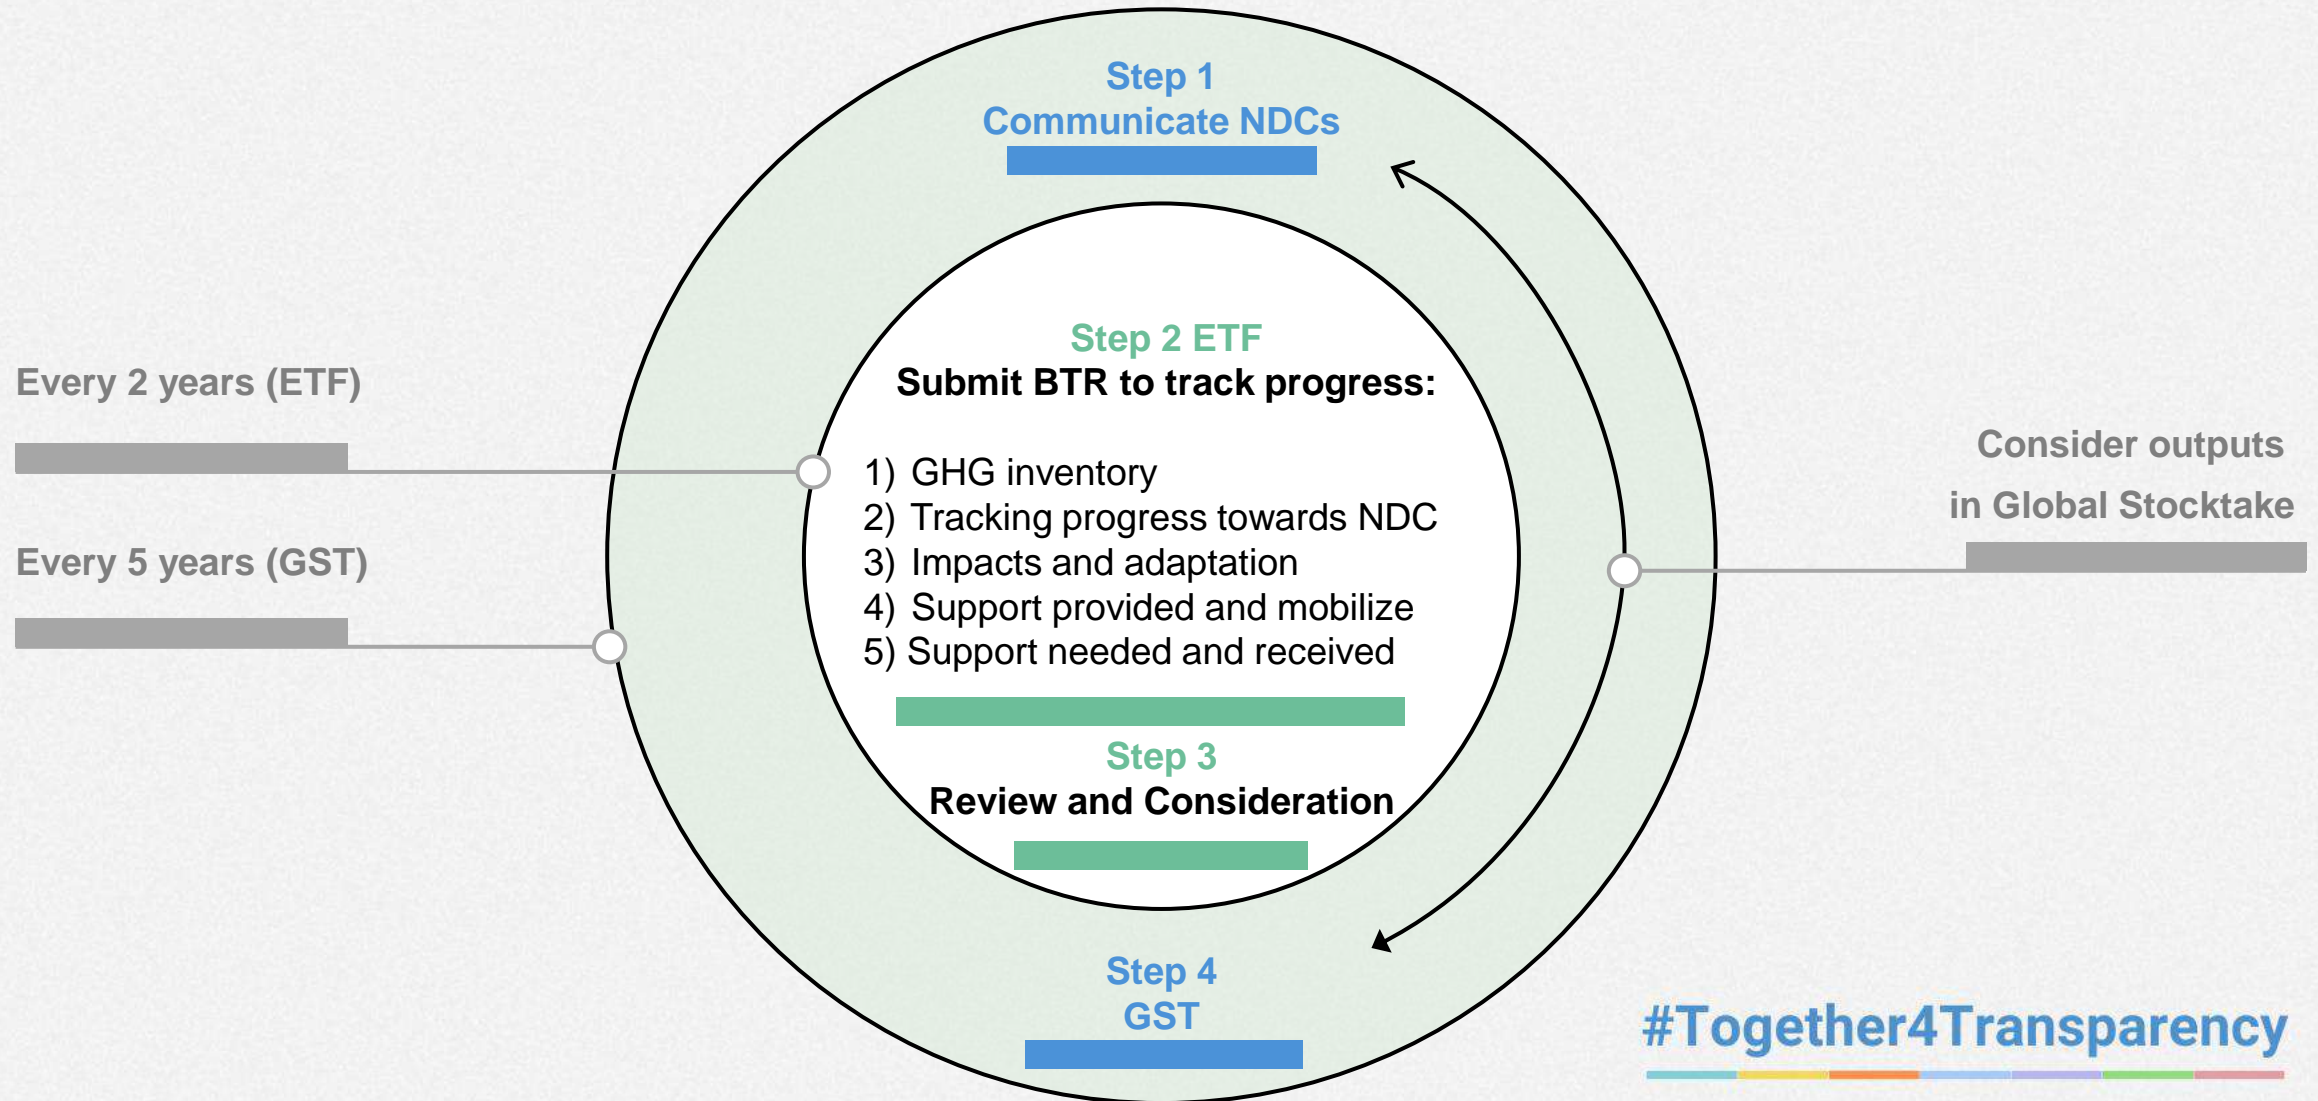 Step 1
Communicate NDCs
Step 2 ETF
Submit BTR to track progress:
1) GHG inventory
2) Tracking progress towards NDC
3) Impacts and adaptation
4) Support provided and mobilize
5) Support needed and received
Step 3
Review and Consideration
Step 4
GST
Every 2 years (ETF)
Every 5 years (GST)
Consider outputs
in Global Stocktake
#Together4Transparency